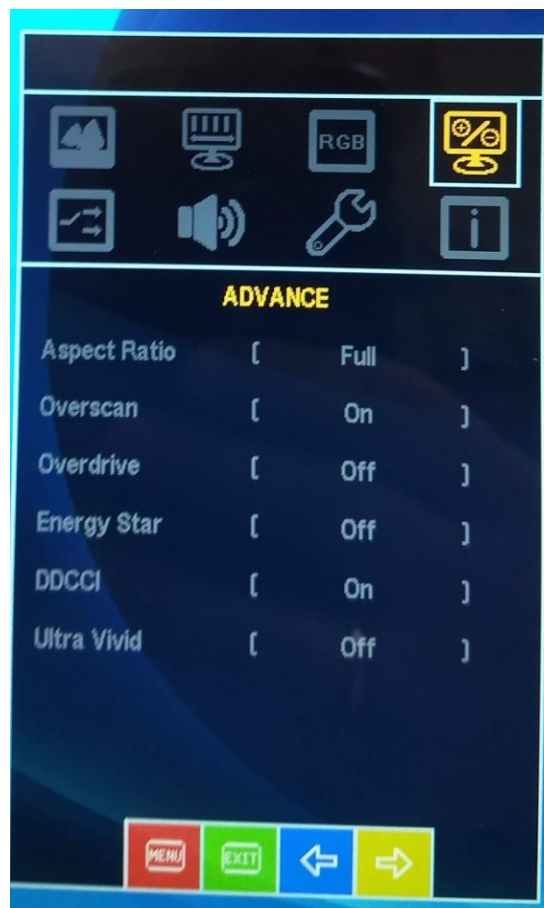 RGB
i
ADVANCE
Aspect Ratio [ Full ]
Overscan [ On ]
Overdrive [ Off ]
Energy Star [ Off ]
DDCCI [ On ]
Ultra Vivid [ Off ]
MENU EXIT